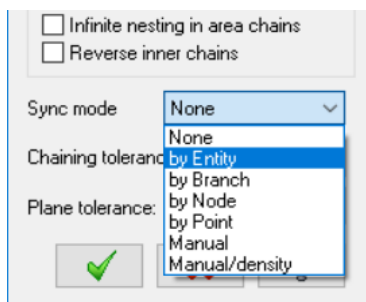 Infinite nesting in area chains
Reverse inner chains
Sync mode None
None
Chaining toleranc by Entity
by Branch
Plane tolerance: by Node
by Point
Manual
Manual/density